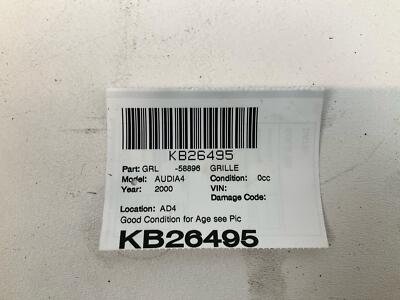 KB26495
Part: GRL -58896 GRILLE
Model: AUDIA4 Condition: 0cc
Year: 2000 VIN:
Damage Code:
Location: AD4
Good Condition for Age see Pic
KB26495